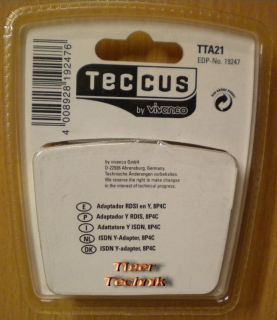 TTA21
EDP-No. 19247
TECCUS
by vivanco
4 008928 192476
by vivanco GmbH
D-22926 Ahrensburg, Germany
Technische Änderungen vorbehalten
We reserve the right to make changes
in the interest of technical progress.
E Adaptador RDSI en Y, 8P4C
P Adaptador Y RDIS, 8P4C
I Adattatore Y ISDN, 8P4C
NL ISDN Y-Adapter, 8P4C
DK ISDN Y-adapter, 8P4C
Tiger
Technik